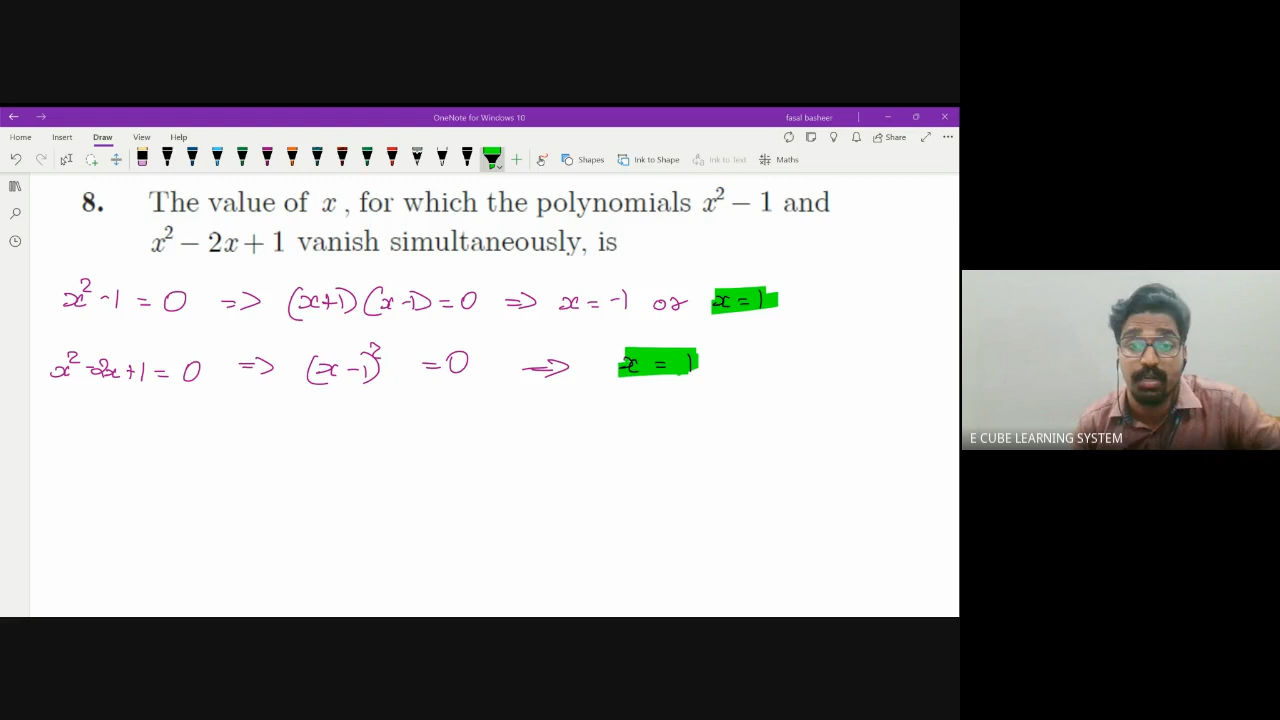 OneNote for Windows 10
fasal basheer
Home Insert Draw View Help
Share
Shapes Ink to Shape Ink to Text Maths
8. The value of x , for which the polynomials x² − 1 and
x² − 2x + 1 vanish simultaneously, is
x² - 1 = 0 => (x+1) (x-1) = 0 => x = -1 or x = 1
x² - 2x + 1 = 0 => (x - 1)² = 0 => x = 1
E CUBE LEARNING SYSTEM